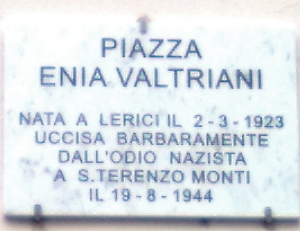 PIAZZA
ENIA VALTRIANI
NATA A LERICI IL 2-3-1923
UCCISA BARBARAMENTE
DALL'ODIO NAZISTA
A S.TERENZO MONTI
IL 19-8-1944